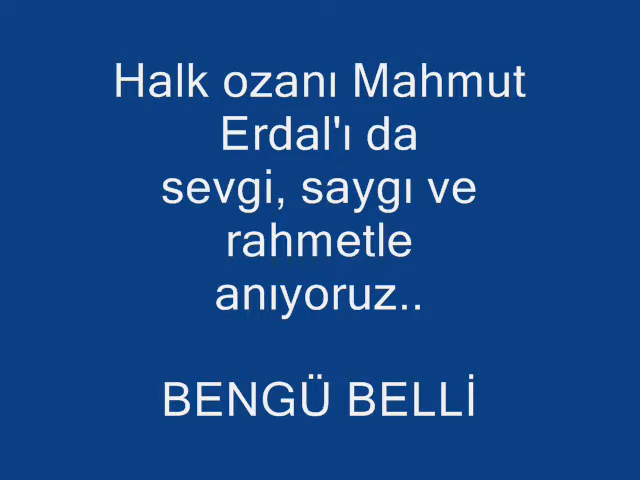 Halk ozanı Mahmut
Erdal'ı da
sevgi, saygı ve
rahmetle
anıyoruz..
BENGÜ BELLİ